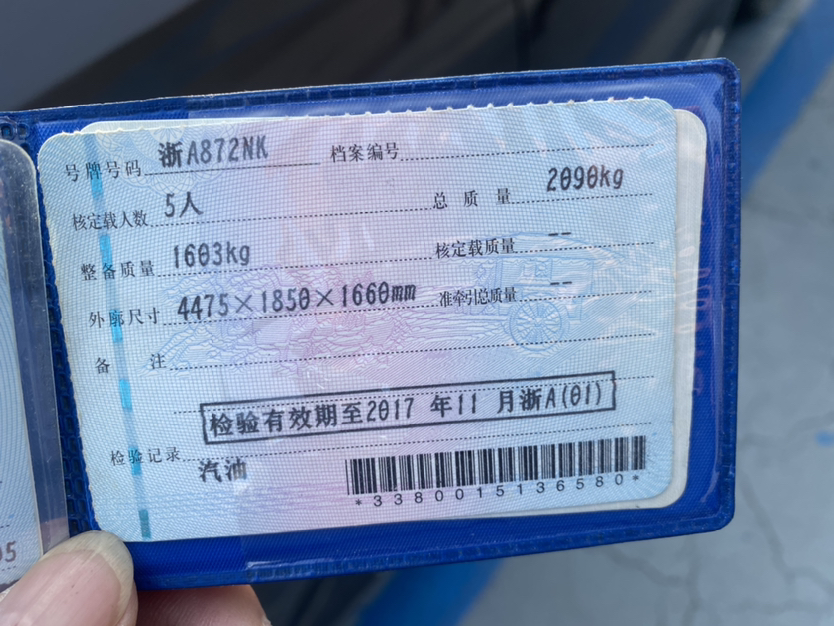 号牌号码 浙A872NK 档案编号
核定载人数 5人 总质量 2090kg
整备质量 1603kg 核定载质量 --
外廓尺寸 4475×1850×1660mm 准牵引总质量 --
备注
检验有效期至2017 年11 月浙A(01)
检验记录
汽油
*3380015136580*